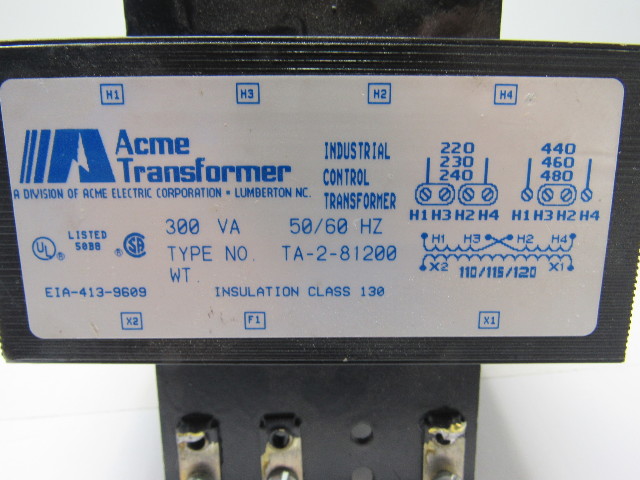 H1 H3 H2 H4
Acme
Transformer
A DIVISION OF ACME ELECTRIC CORPORATION • LUMBERTON NC.
INDUSTRIAL
CONTROL
TRANSFORMER
220
230
240
H1 H3 H2 H4
440
460
480
H1 H3 H2 H4
300 VA 50/60 HZ
UL LISTED
50BB
SA
TYPE NO. TA-2-81200
WT
H1 H3 H2 H4
X2 110/115/120 X1
EIA-413-9609 INSULATION CLASS 130
X2 F1 X1